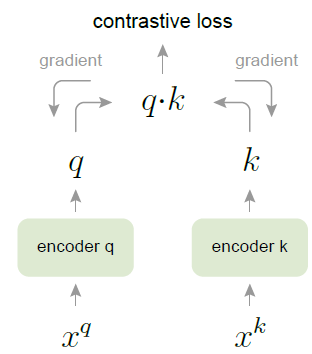 contrastive loss
gradient gradient
q·k
q k
encoder q encoder k
x^q x^k